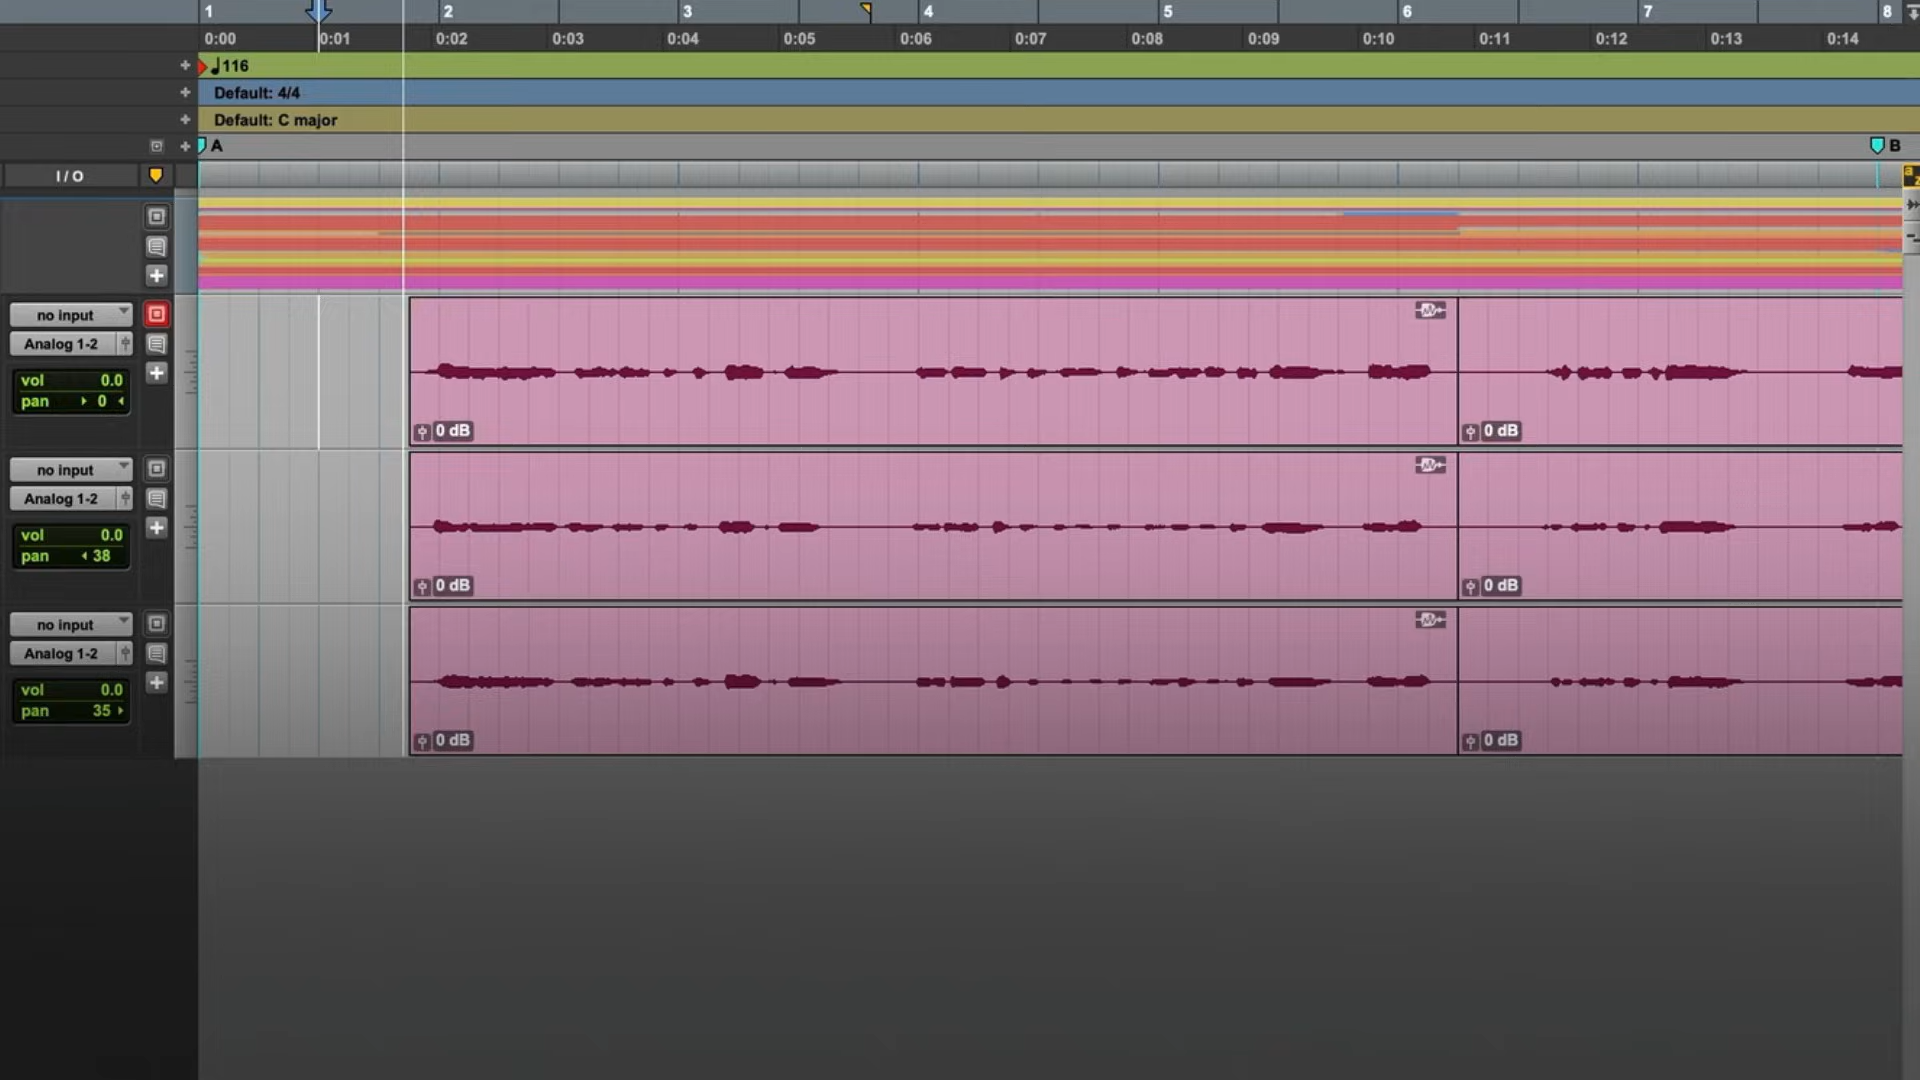 1 2 3 4 5 6 7 8
0:00 0:01 0:02 0:03 0:04 0:05 0:06 0:07 0:08 0:09 0:10 0:11 0:12 0:13 0:14
116
Default: 4/4
Default: C major
A B
I / O
a
z
no input
Analog 1-2
vol 0.0
pan 0
0 dB 0 dB
no input
Analog 1-2
vol 0.0
pan 38
0 dB 0 dB
no input
Analog 1-2
vol 0.0
pan 35
0 dB 0 dB